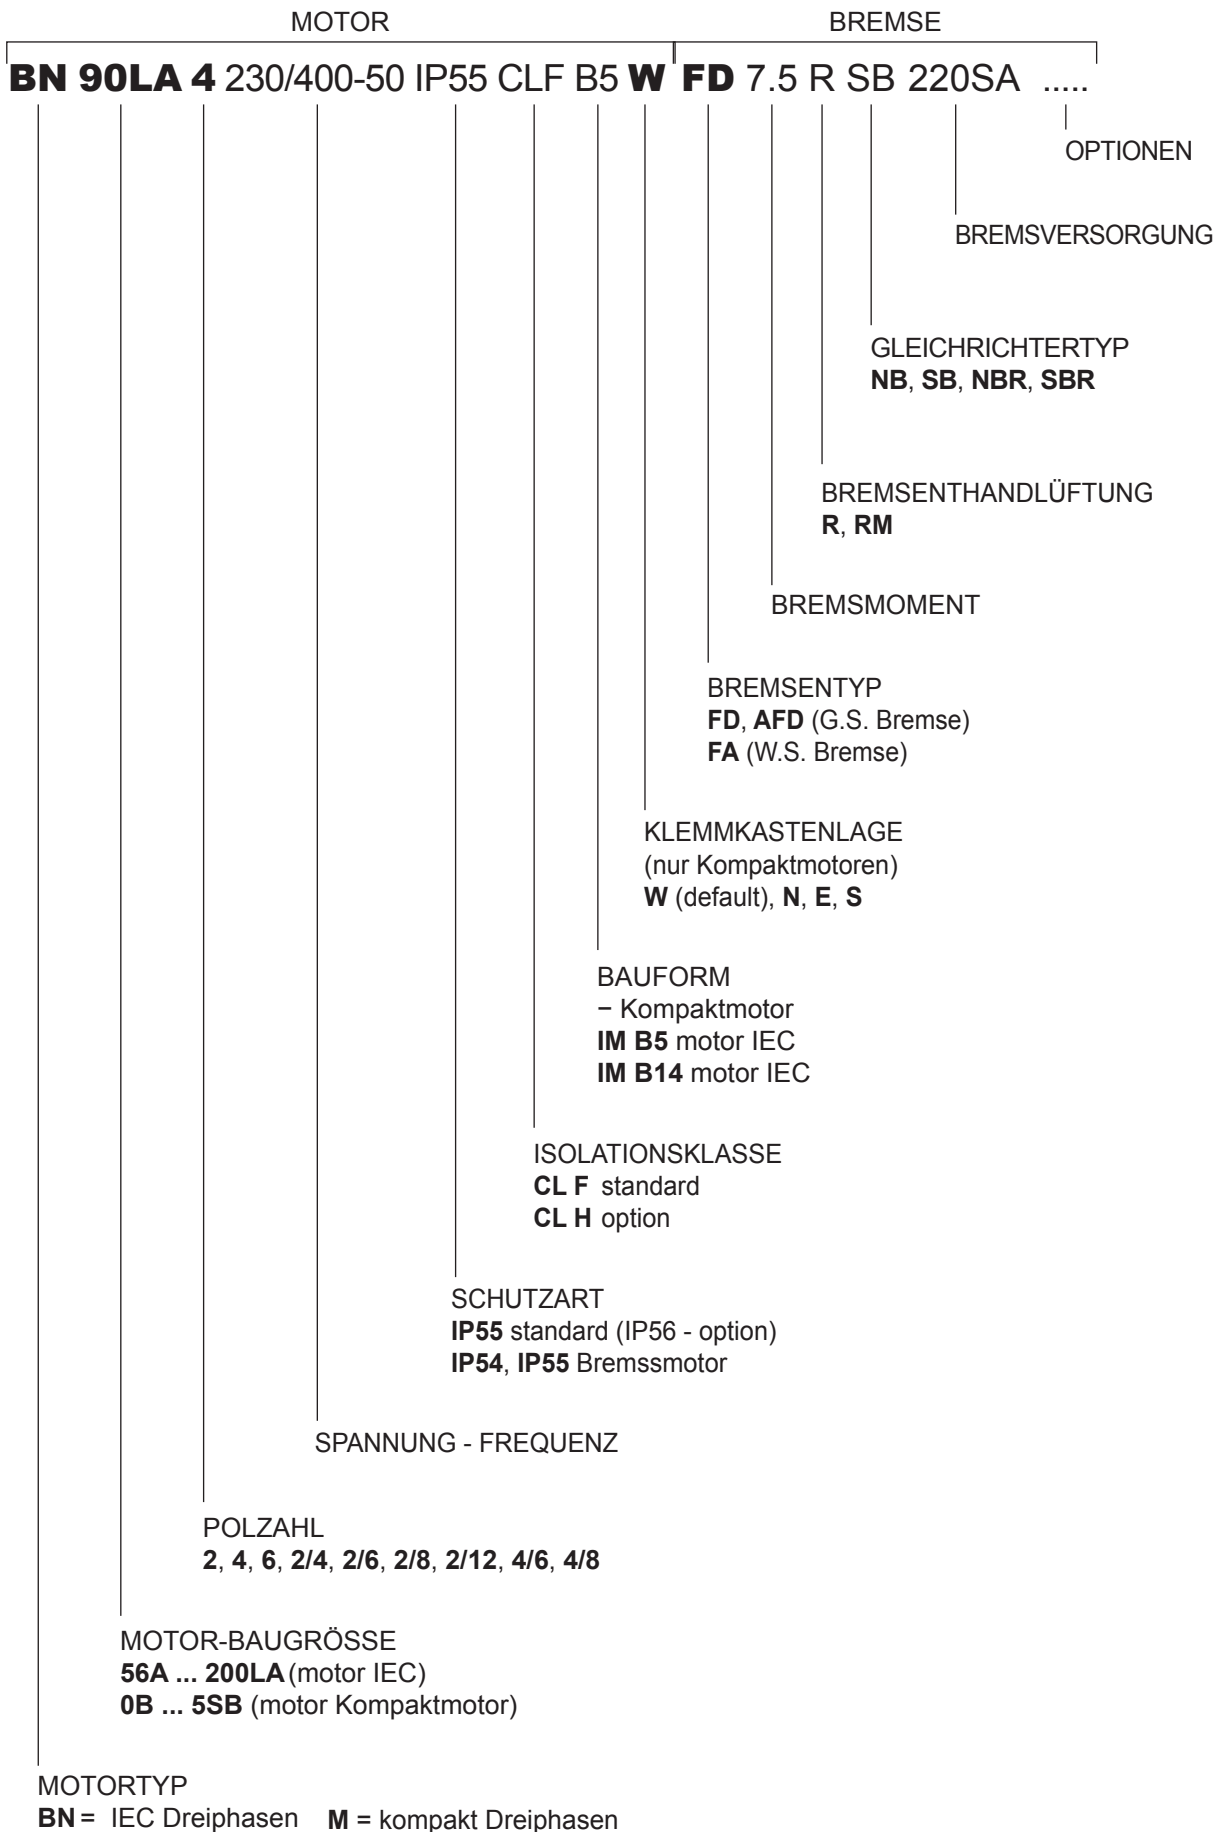 MOTOR BREMSE
BN 90LA 4 230/400-50 IP55 CLF B5 W FD 7.5 R SB 220SA .....
OPTIONEN
BREMSVERSORGUNG
GLEICHRICHTERTYP
NB, SB, NBR, SBR
BREMSENTHANDLÜFTUNG
R, RM
BREMSMOMENT
BREMSENTYP
FD, AFD (G.S. Bremse)
FA (W.S. Bremse)
KLEMMKASTENLAGE
(nur Kompaktmotoren)
W (default), N, E, S
BAUFORM
− Kompaktmotor
IM B5 motor IEC
IM B14 motor IEC
ISOLATIONSKLASSE
CL F standard
CL H option
SCHUTZART
IP55 standard (IP56 - option)
IP54, IP55 Bremssmotor
SPANNUNG - FREQUENZ
POLZAHL
2, 4, 6, 2/4, 2/6, 2/8, 2/12, 4/6, 4/8
MOTOR-BAUGRÖSSE
56A ... 200LA (motor IEC)
0B ... 5SB (motor Kompaktmotor)
MOTORTYP
BN = IEC Dreiphasen M = kompakt Dreiphasen